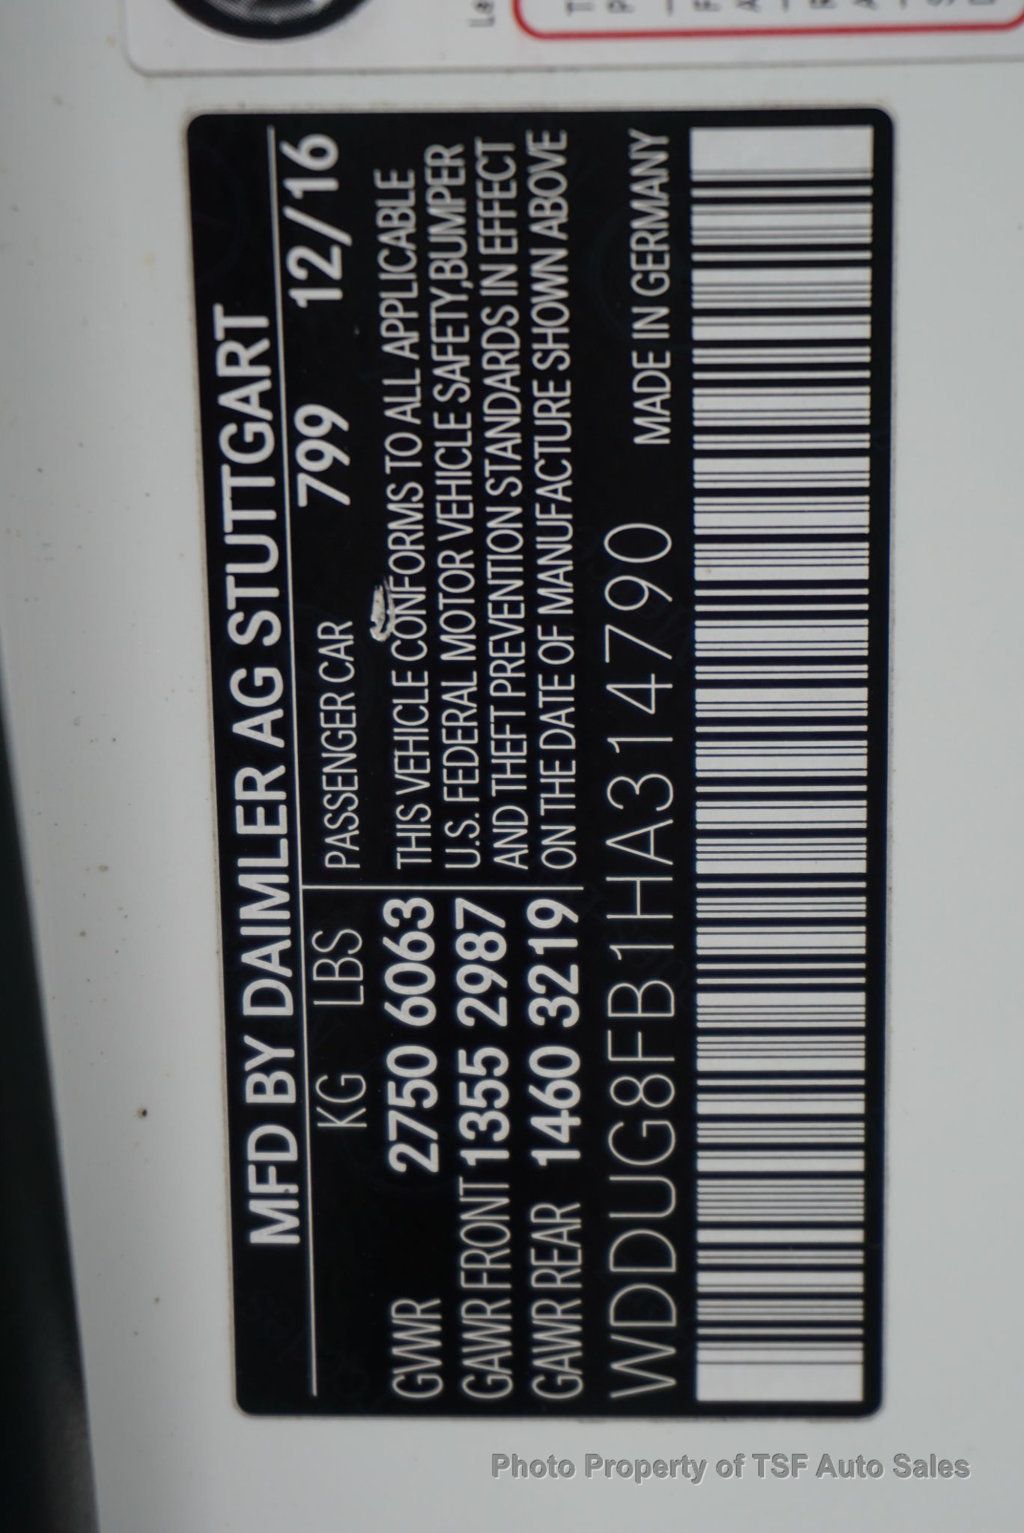 MFD BY DAIMLER AG STUTTGART
KG LBS PASSENGER CAR 799 12/16
GVWR 2750 6063 THIS VEHICLE CONFORMS TO ALL APPLICABLE
GAWR FRONT 1355 2987 U.S. FEDERAL MOTOR VEHICLE SAFETY,BUMPER
AND THEFT PREVENTION STANDARDS IN EFFECT
GAWR REAR 1460 3219 ON THE DATE OF MANUFACTURE SHOWN ABOVE
WDDUG8FB1HA314790 MADE IN GERMANY
Photo Property of TSF Auto Sales